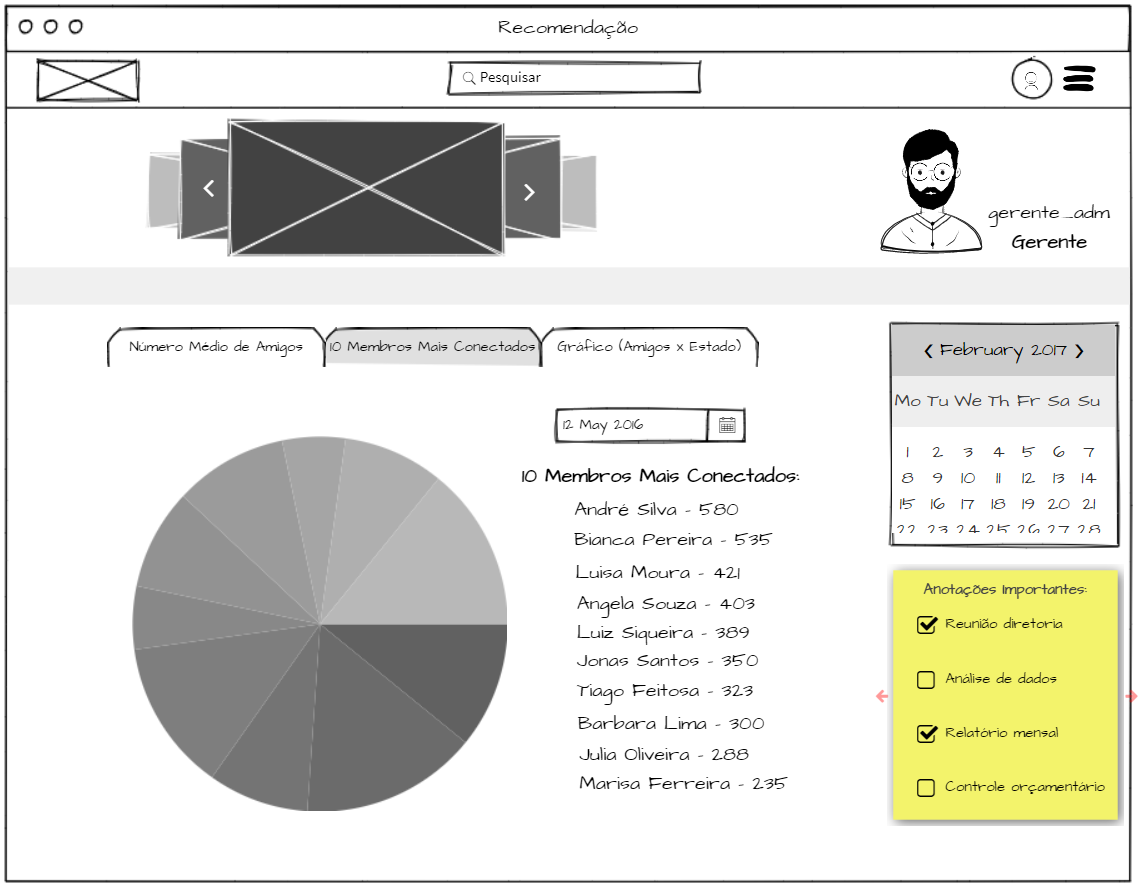 Recomendação
Pesquisar
gerente_adm
Gerente
Número Médio de Amigos
10 Membros Mais Conectados
Gráfico (Amigos x Estado)
February 2017
Mo Tu We Th Fr Sa Su
1 2 3 4 5 6 7
8 9 10 11 12 13 14
15 16 17 18 19 20 21
22 23 24 25 26 27 28
12 May 2016
10 Membros Mais Conectados:
André Silva - 580
Bianca Pereira - 535
Luisa Moura - 421
Angela Souza - 403
Luiz Siqueira - 389
Jonas Santos - 350
Tiago Feitosa - 323
Barbara Lima - 300
Julia Oliveira - 288
Marisa Ferreira - 235
Anotações Importantes:
Reunião diretoria
Análise de dados
Relatório mensal
Controle orçamentário